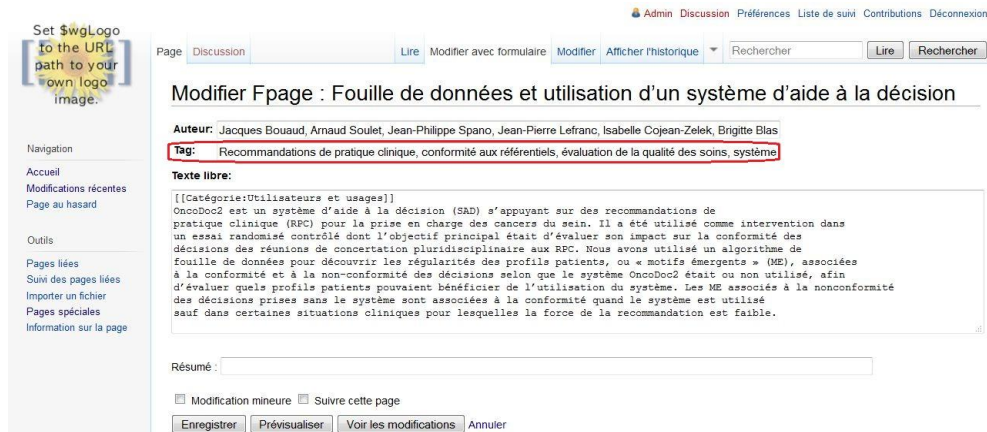 Admin Discussion Préférences Liste de suivi Contributions Déconnexion
Set $wgLogo
to the URL
path to your
own logo
image.
Page Discussion Lire Modifier avec formulaire Modifier Afficher l'historique Rechercher Lire Rechercher
Modifier Fpage : Fouille de données et utilisation d'un système d'aide à la décision
Auteur: Jacques Bouaud, Arnaud Soulet, Jean-Philippe Spano, Jean-Pierre Lefranc, Isabelle Cojean-Zelek, Brigitte Blas
Tag: Recommandations de pratique clinique, conformité aux référentiels, évaluation de la qualité des soins, système
Texte libre:
[[Catégorie:Utilisateurs et usages]]
OncoDoc2 est un système d'aide à la décision (SAD) s'appuyant sur des recommandations de
pratique clinique (RPC) pour la prise en charge des cancers du sein. Il a été utilisé comme intervention dans
un essai randomisé contrôlé dont l'objectif principal était d'évaluer son impact sur la conformité des
décisions des réunions de concertation pluridisciplinaire aux RPC. Nous avons utilisé un algorithme de
fouille de données pour découvrir les régularités des profils patients, ou « motifs émergents » (ME), associées
à la conformité et à la non-conformité des décisions selon que le système OncoDoc2 était ou non utilisé, afin
d'évaluer quels profils patients pouvaient bénéficier de l'utilisation du système. Les ME associés à la nonconformité
des décisions prises sans le système sont associées à la conformité quand le système est utilisé
sauf dans certaines situations cliniques pour lesquelles la force de la recommandation est faible.
Résumé :
Modification mineure Suivre cette page
Enregistrer Prévisualiser Voir les modifications Annuler
Navigation
Accueil
Modifications récentes
Page au hasard
Outils
Pages liées
Suivi des pages liées
Importer un fichier
Pages spéciales
Information sur la page